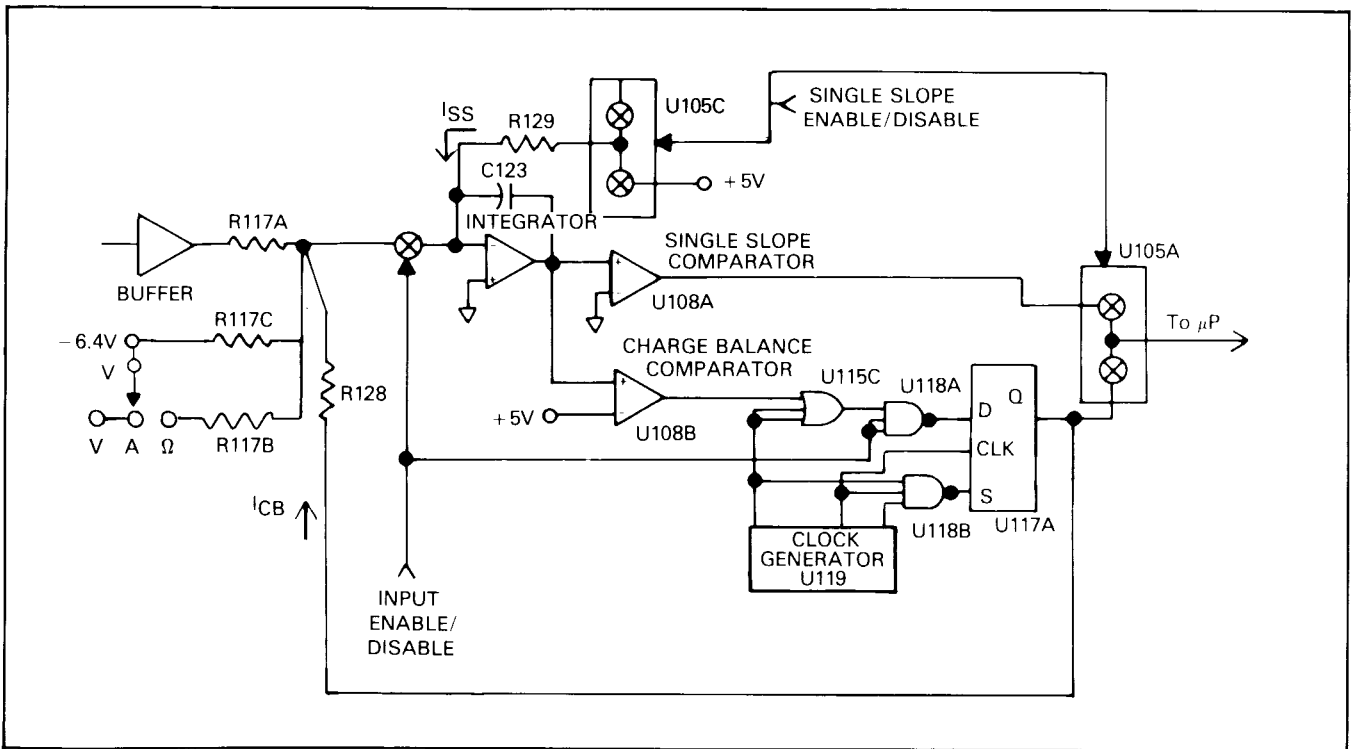 SINGLE SLOPE
ENABLE/DISABLE
U105C
ISS
R129
C123
+5V
INTEGRATOR
R117A
BUFFER
SINGLE SLOPE
COMPARATOR
U108A
U105A
To μP
R117C
−6.4V
V
R128
CHARGE BALANCE
COMPARATOR
U115C
U118A
+5V
U108B
D Q
CLK
S
V A Ω R117B
U117A
U118B
ICB
CLOCK
GENERATOR
U119
INPUT
ENABLE/
DISABLE
+ − + − + − + −